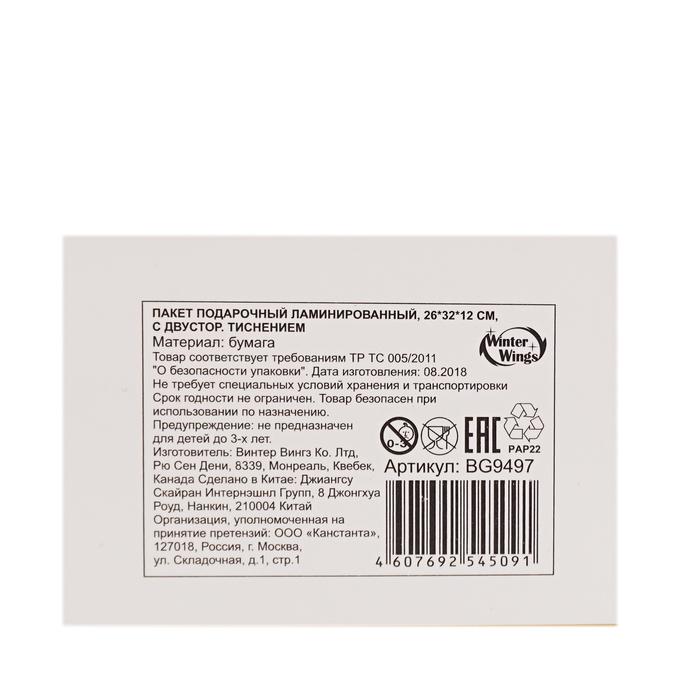 ПАКЕТ ПОДАРОЧНЫЙ ЛАМИНИРОВАННЫЙ, 26*32*12 СМ,
С ДВУСТОР. ТИСНЕНИЕМ
Материал: бумага
Товар соответствует требованиям ТР ТС 005/2011
"О безопасности упаковки". Дата изготовления: 08.2018
Не требует специальных условий хранения и транспортировки
Срок годности не ограничен. Товар безопасен при
использовании по назначению.
Предупреждение: не предназначен
для детей до 3-х лет.
Изготовитель: Винтер Вингз Ко. Лтд,
Рю Сен Дени, 8339, Монреаль, Квебек,
Канада Сделано в Китае: Джиангсу
Скайран Интернэшнл Групп, 8 Джонгхуа
Роуд, Нанкин, 210004 Китай
Организация, уполномоченная на
принятие претензий: ООО «Канстанта»,
127018, Россия, г. Москва,
ул. Складочная, д.1, стр.1
Winter
Wings
0-3
EAC
PAP22
Артикул: BG9497
4 607692 545091